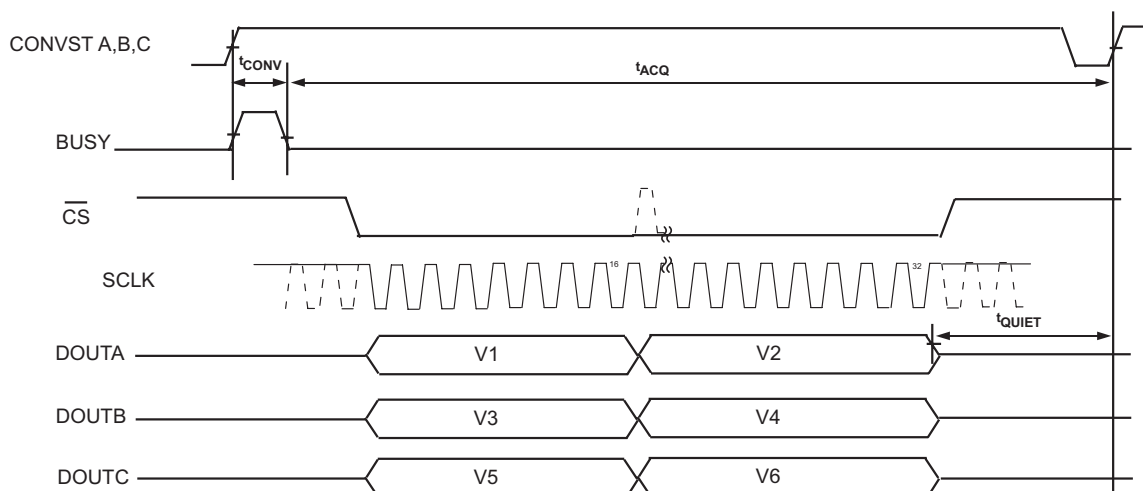 CONVST A,B,C
tCONV
tACQ
BUSY
CS
SCLK
16
32
tQUIET
DOUTA
V1
V2
DOUTB
V3
V4
DOUTC
V5
V6